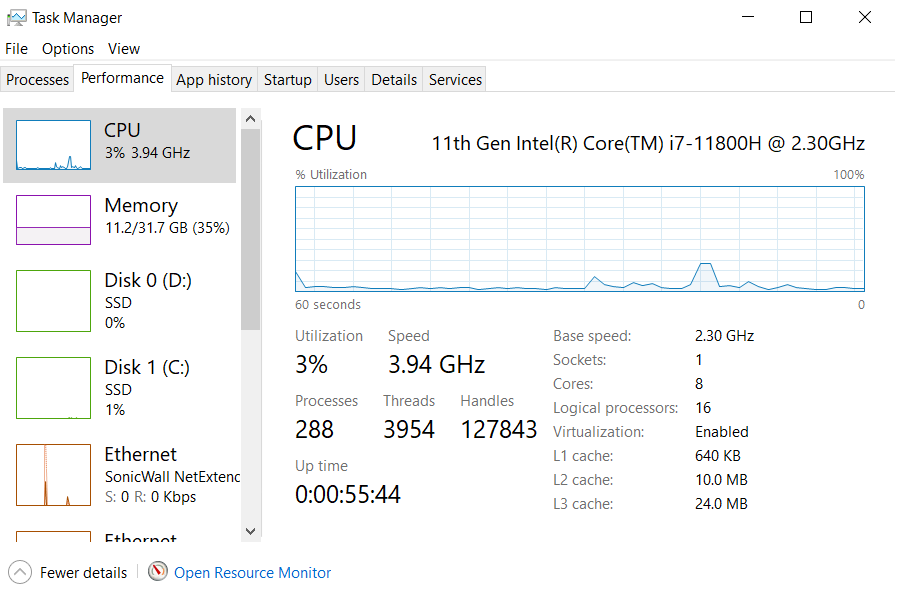 Task Manager
File Options View
Processes Performance App history Startup Users Details Services
CPU
3% 3.94 GHz
Memory
11.2/31.7 GB (35%)
Disk 0 (D:)
SSD
0%
Disk 1 (C:)
SSD
1%
Ethernet
SonicWall NetExtenc
S: 0 R: 0 Kbps
Ethernet
CPU 11th Gen Intel(R) Core(TM) i7-11800H @ 2.30GHz
% Utilization 100%
60 seconds 0
Utilization Speed
3% 3.94 GHz
Processes Threads Handles
288 3954 127843
Up time
0:00:55:44
Base speed: 2.30 GHz
Sockets: 1
Cores: 8
Logical processors: 16
Virtualization: Enabled
L1 cache: 640 KB
L2 cache: 10.0 MB
L3 cache: 24.0 MB
Fewer details Open Resource Monitor